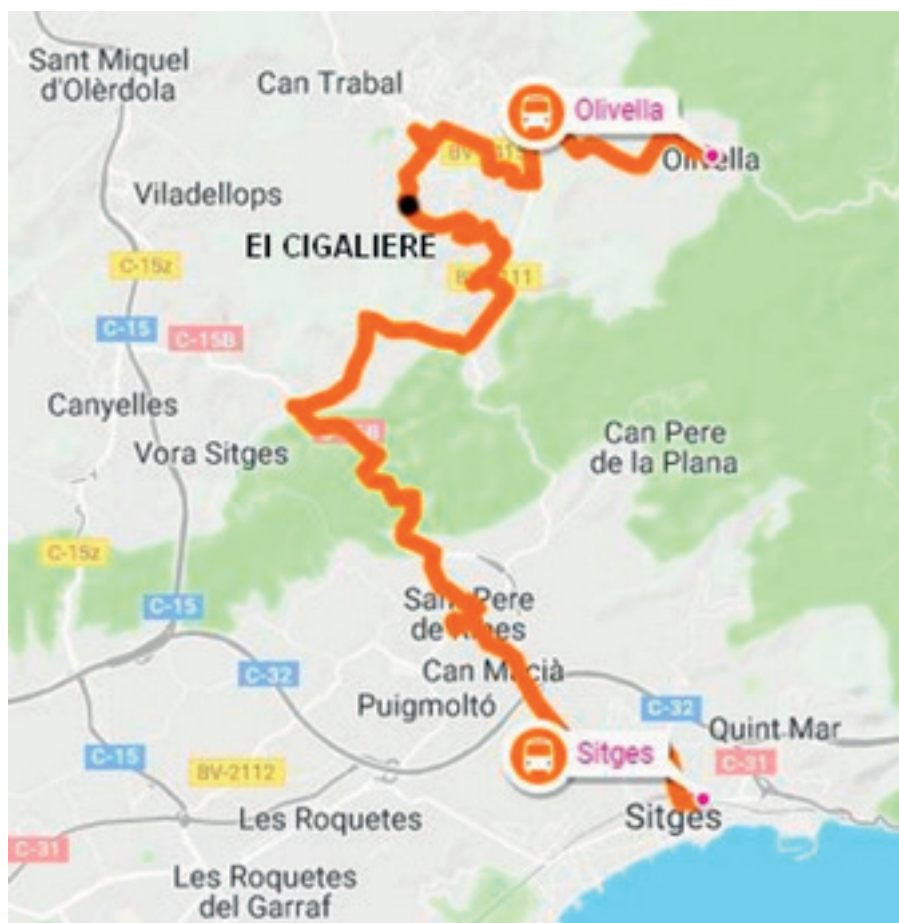 Sant Miquel
d'Olèrdola
Can Trabal
Olivella
Olivella
Viladellops
El CIGALIERE
C-15z
C-15
C-15B
Canyelles
Vora Sitges
Can Pere
de la Plana
C-15z
C-15
Sant Pere
de Ribes
C-32
Can Macià
Puigmoltó
C-32
Quint Mar
Sitges
C-15
BV-2112
C-31
Sitges
Les Roquetes
C-31
Les Roquetes
del Garraf